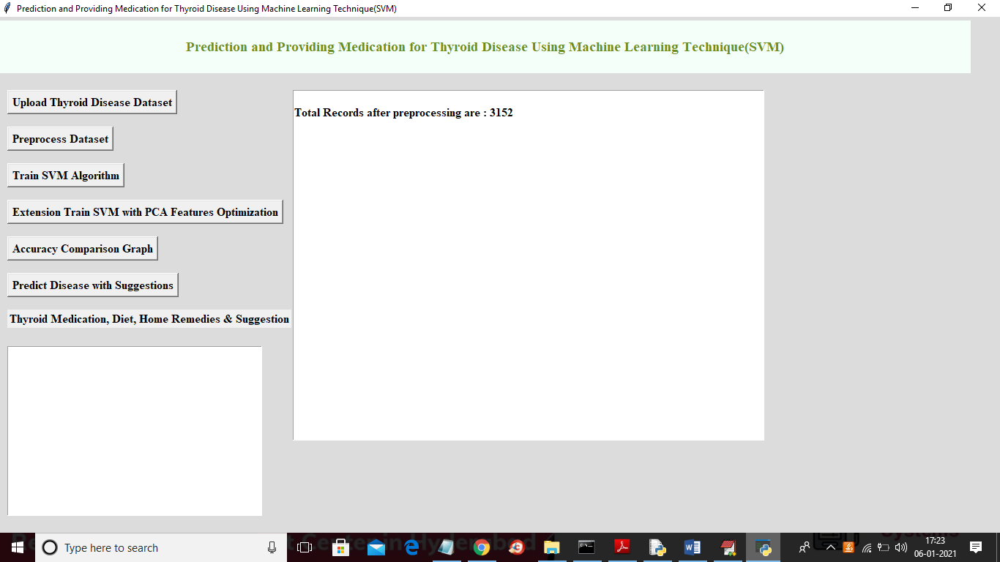 Prediction and Providing Medication for Thyroid Disease Using Machine Learning Technique(SVM)
Prediction and Providing Medication for Thyroid Disease Using Machine Learning Technique(SVM)
Upload Thyroid Disease Dataset
Preprocess Dataset
Train SVM Algorithm
Extension Train SVM with PCA Features Optimization
Accuracy Comparison Graph
Predict Disease with Suggestions
Thyroid Medication, Diet, Home Remedies & Suggestion
Total Records after preprocessing are : 3152
Type here to search
17:23
06-01-2021